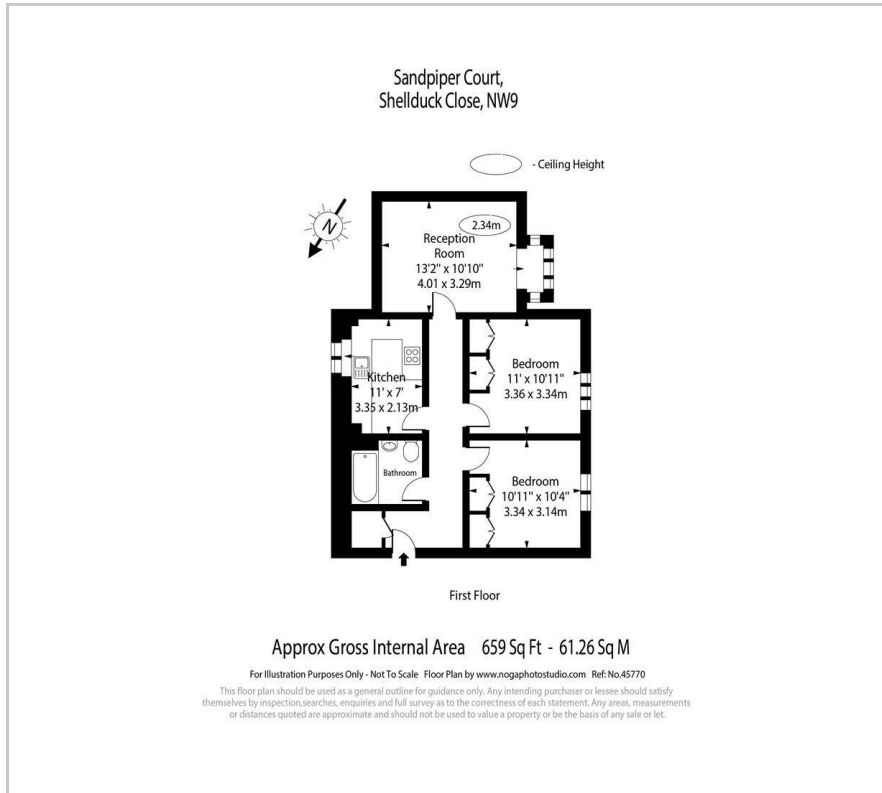 Sandpiper Court,
Shellduck Close, NW9
- Ceiling Height
N
2.34m
Reception
Room
13'2" x 10'10"
4.01 x 3.29m
Kitchen
11' x 7'
3.35 x 2.13m
Bedroom
11' x 10'11"
3.36 x 3.34m
Bathroom
Bedroom
10'11" x 10'4"
3.34 x 3.14m
First Floor
Approx Gross Internal Area 659 Sq Ft - 61.26 Sq M
For Illustration Purposes Only - Not To Scale Floor Plan by www.nogaphotostudio.com Ref: No.45770
This floor plan should be used as a general outline for guidance only. Any intending purchaser or lessee should satisfy
themselves by inspection,searches, enquiries and full survey as to the correctness of each statement. Any areas, measurements
or distances quoted are approximate and should not be used to value a property or be the basis of any sale or let.